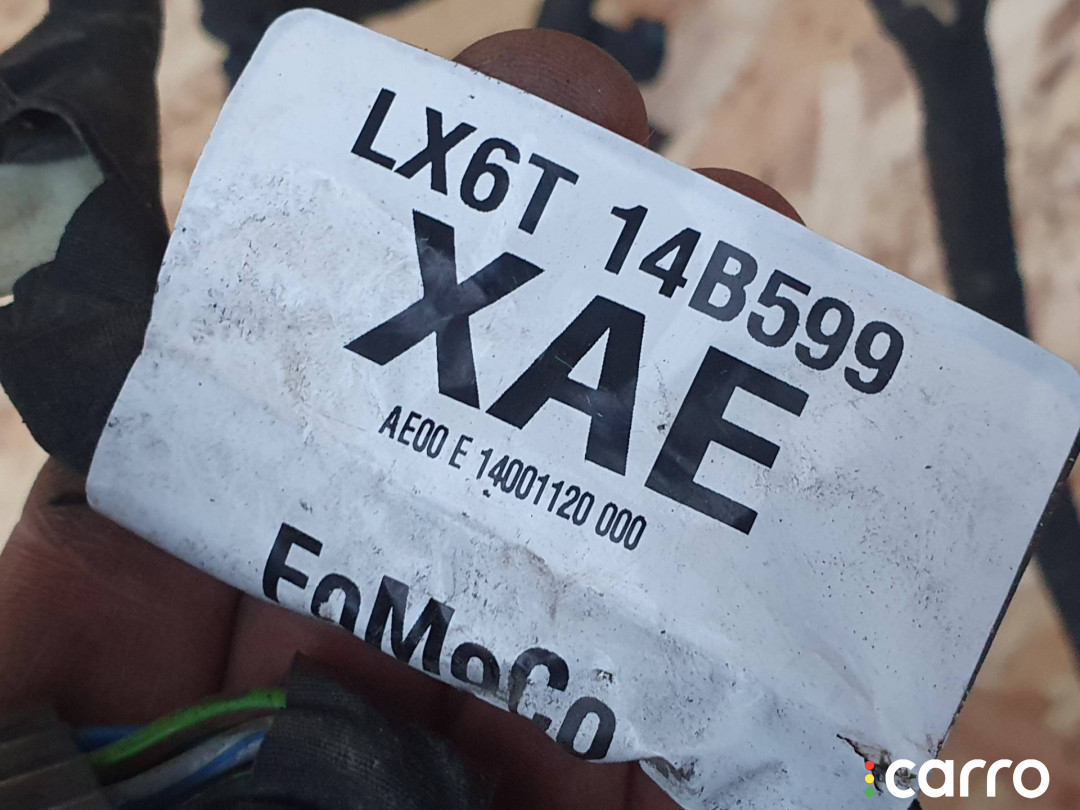 LX6T 14B599
XAE
AE00 E 14001120 000
FoMoCo
carro